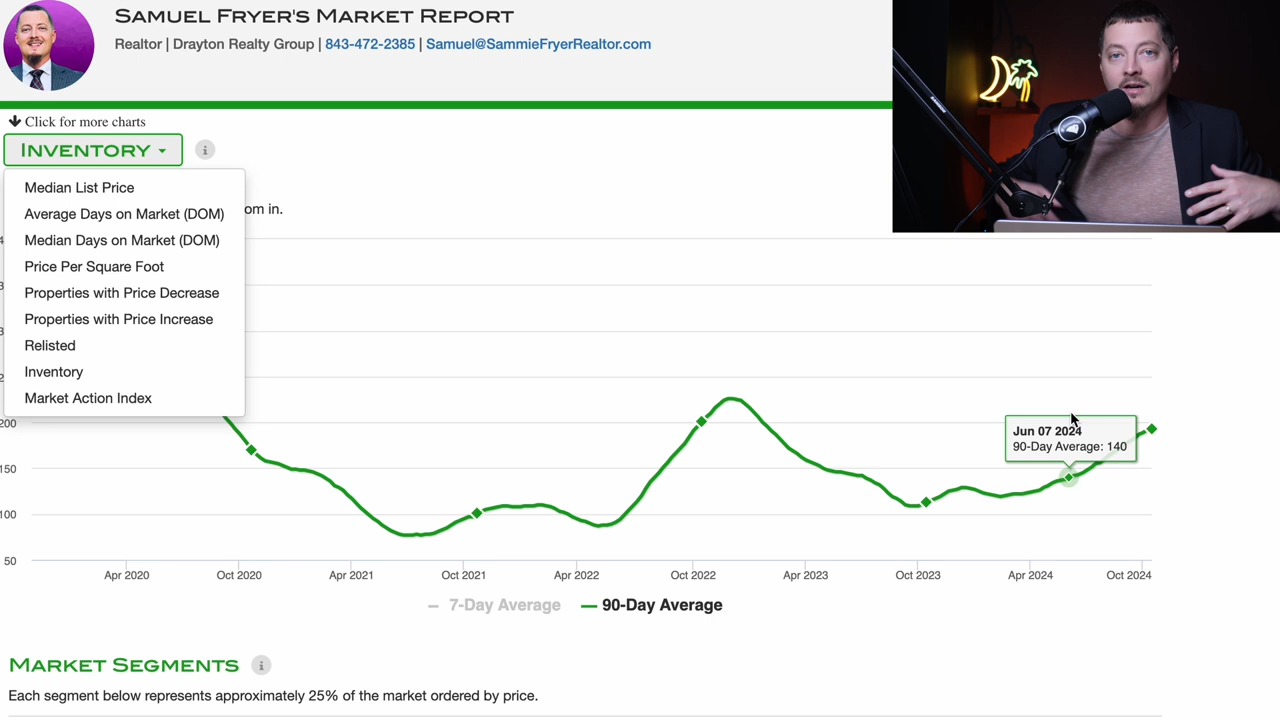 SAMUEL FRYER'S MARKET REPORT
Realtor | Drayton Realty Group | 843-472-2385 | Samuel@SammieFryerRealtor.com
Click for more charts
INVENTORY
Median List Price
Average Days on Market (DOM)
om in.
Median Days on Market (DOM)
Price Per Square Foot
Properties with Price Decrease
Properties with Price Increase
Relisted
Inventory
Market Action Index
200
150
100
50
Jun 07 2024
90-Day Average: 140
Apr 2020 Oct 2020 Apr 2021 Oct 2021 Apr 2022 Oct 2022 Apr 2023 Oct 2023 Apr 2024 Oct 2024
7-Day Average 90-Day Average
MARKET SEGMENTS
Each segment below represents approximately 25% of the market ordered by price.